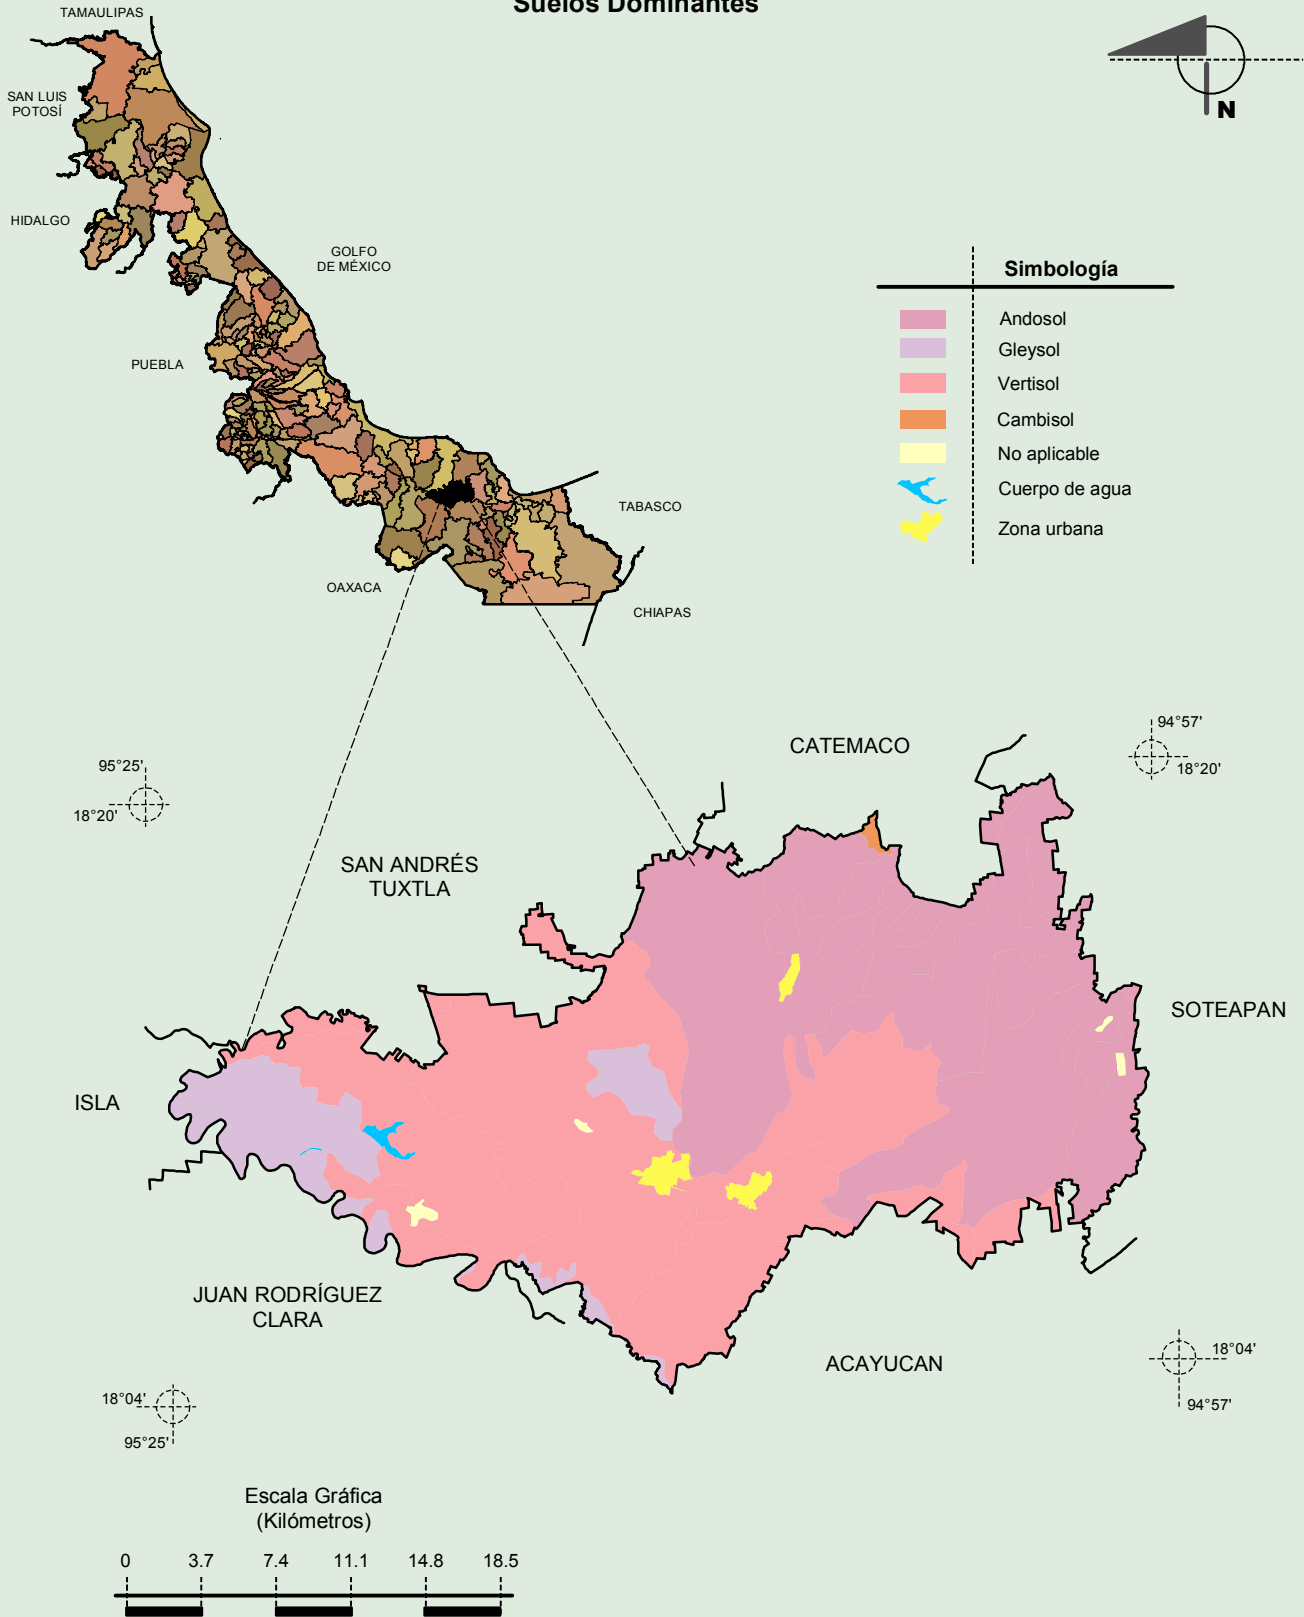 Suelos Dominantes
TAMAULIPAS
SAN LUIS
POTOSÍ
HIDALGO
GOLFO
DE MÉXICO
PUEBLA
TABASCO
OAXACA
CHIAPAS
N
Simbología
Andosol
Gleysol
Vertisol
Cambisol
No aplicable
Cuerpo de agua
Zona urbana
94°57'
18°20'
95°25'
18°20'
CATEMACO
SAN ANDRÉS
TUXTLA
SOTEAPAN
ISLA
JUAN RODRÍGUEZ
CLARA
ACAYUCAN
18°04'
94°57'
18°04'
95°25'
Escala Gráfica
(Kilómetros)
0 3.7 7.4 11.1 14.8 18.5